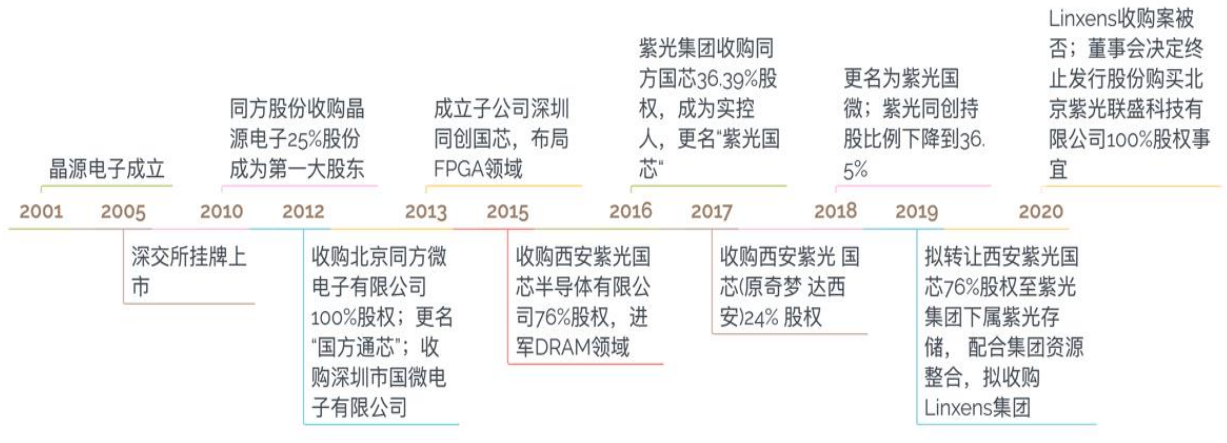 晶源电子成立
同方股份收购晶
源电子25%股份
成为第一大股东
成立子公司深圳
同创国芯，布局
FPGA领域
紫光集团收购同
方国芯36.39%股
权，成为实控
人，更名“紫光国
芯“
更名为紫光国
微；紫光同创持
股比例下降到36.
5%
Linxens收购案被
否；董事会决定终
止发行股份购买北
京紫光联盛科技有
限公司100%股权事
宜
2001 2005 2010 2012 2013 2015 2016 2017 2018 2019 2020
深交所挂牌上
市
收购北京同方微
电子有限公司
100%股权；更名
“国方通芯”；收
购深圳市国微电
子有限公司
收购西安紫光国
芯半导体有限公
司76%股权，进
军DRAM领域
收购西安紫光 国
芯(原奇梦 达西
安)24% 股权
拟转让西安紫光国
芯76%股权至紫光
集团下属紫光存
储， 配合集团资源
整合，拟收购
Linxens集团